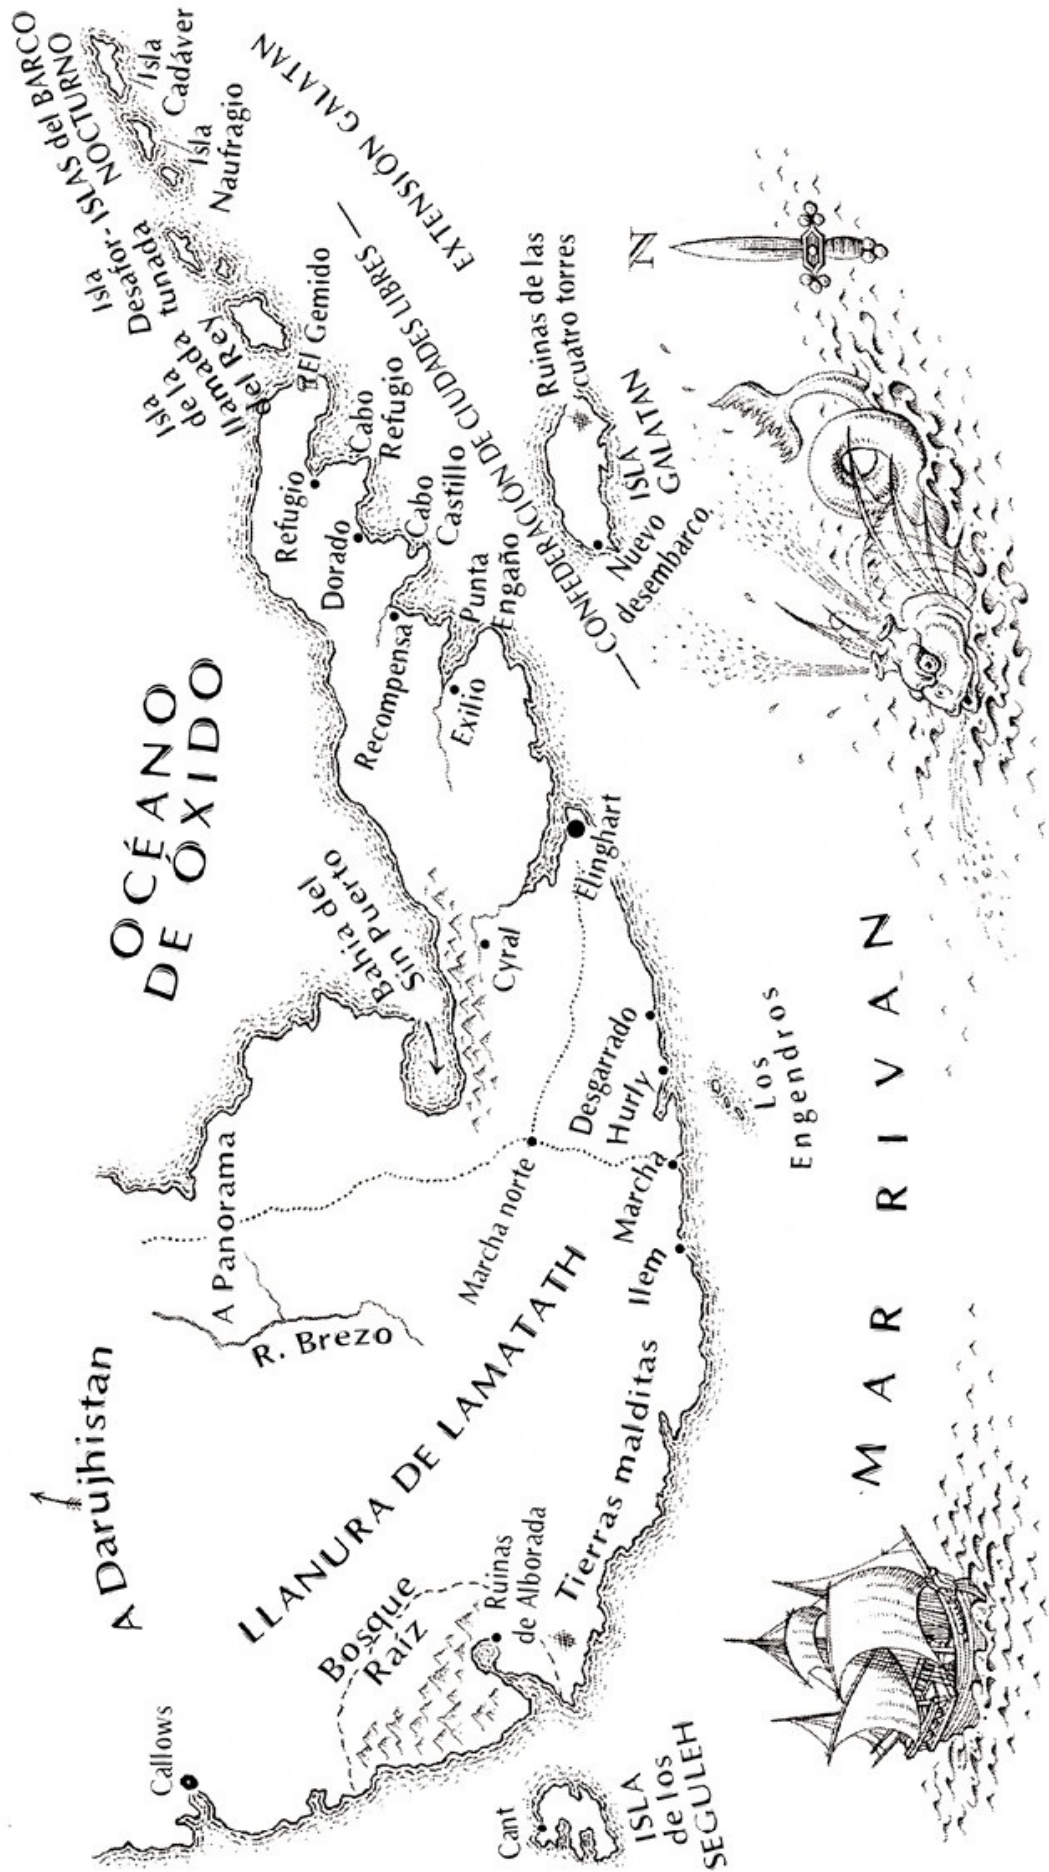 A Darujhistan
Callows
OCÉANO
DE ÓXIDO
ISLAS del BARCO
NOCTURNO
Isla
Cadáver
Isla
Naufragio
Isla
Desafor-
tunada
Isla
de la
llamada
del Rey
El Gemido
EXTENSIÓN GALATAN
A Panorama
R. Brezo
Bahía del
Sin Puerto
Refugio
Cabo
Refugio
Dorado
Cabo
Castillo
Recompensa
Punta
Engaño
Exilio
— CONFEDERACIÓN DE CIUDADES LIBRES —
LLANURA DE LAMATATH
Bosque
Raíz
Marcha norte
Cyral
Elinghart
Ruinas
de Alborada
Tierras malditas
Ilem
Marcha
Hurly
Desgarrado
Ruinas de las
cuatro torres
ISLA
GALATAN
Nuevo
desembarco
Cant
ISLA
de los
SEGULEH
Los
Engendros
N
MAR RIVAN